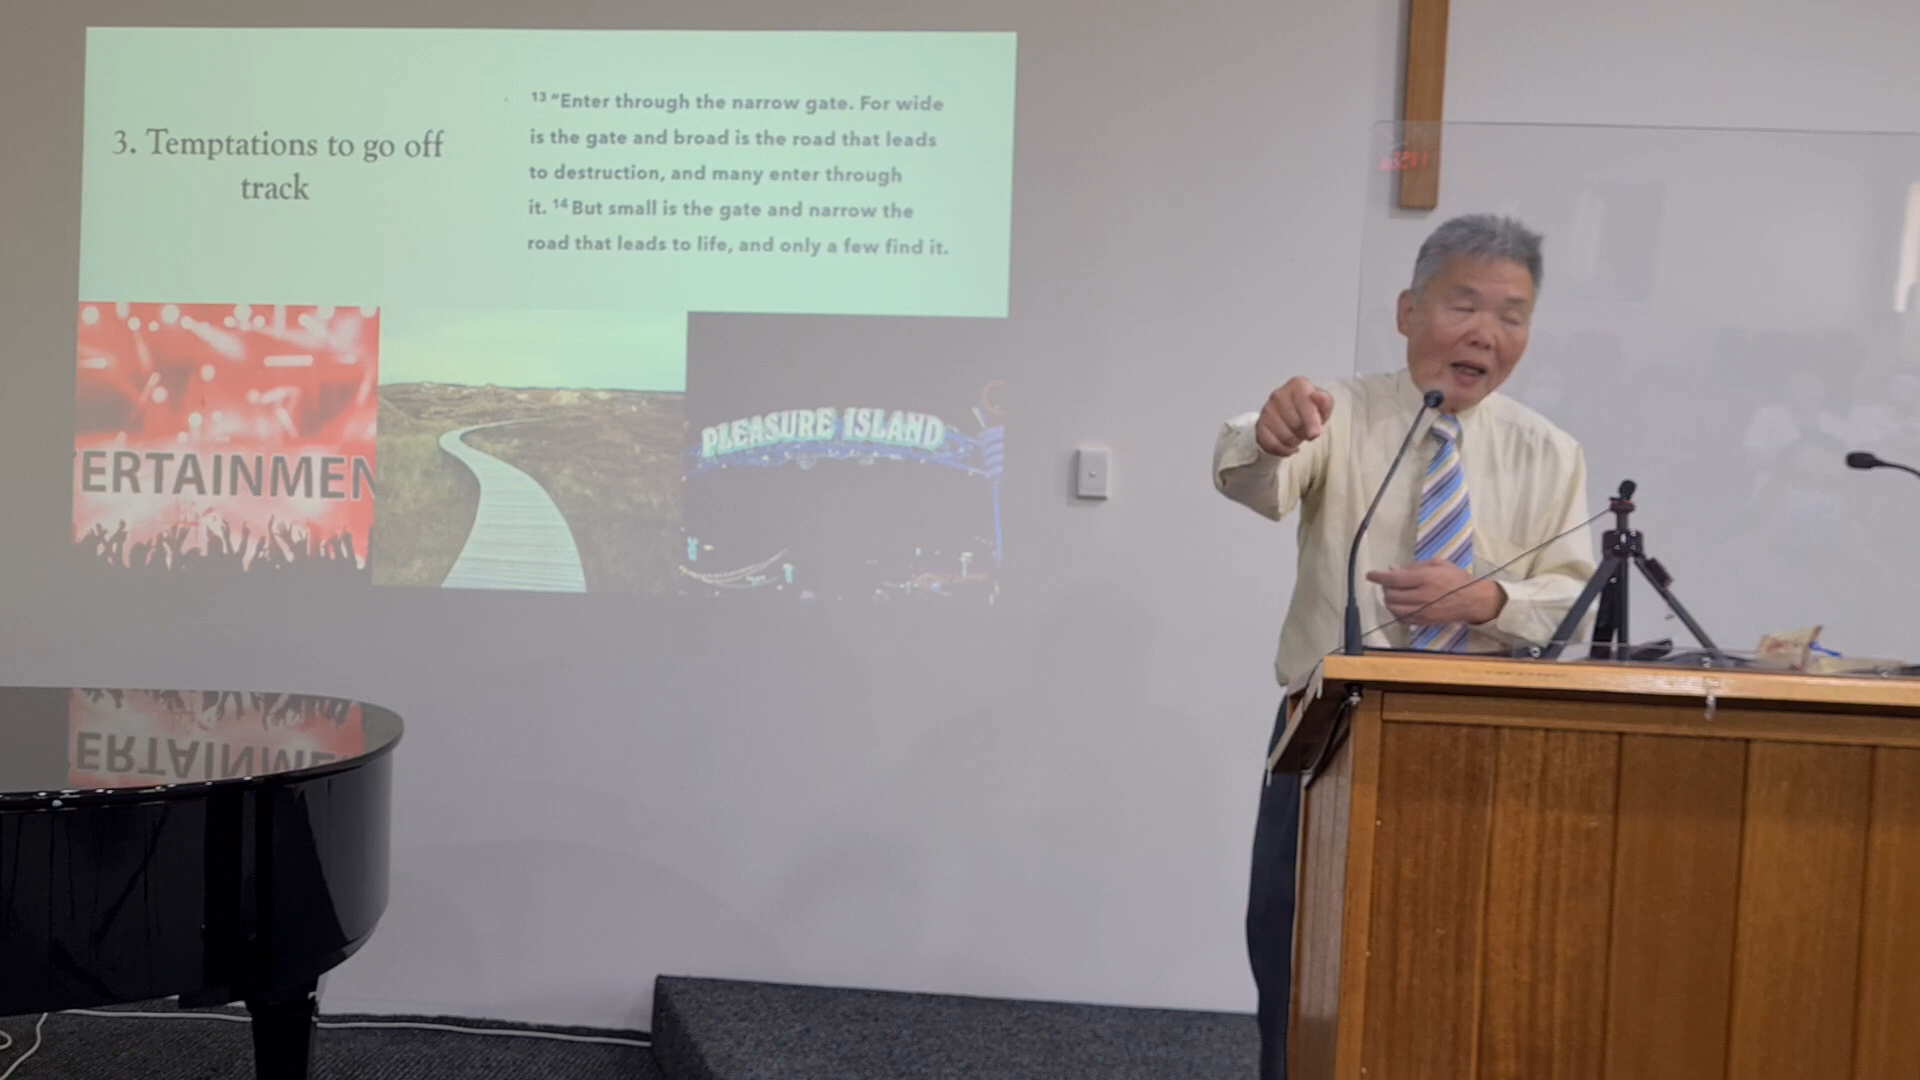 3. Temptations to go off
track
13 “Enter through the narrow gate. For wide
is the gate and broad is the road that leads
to destruction, and many enter through
it. 14 But small is the gate and narrow the
road that leads to life, and only a few find it.
ERTAINMEN
PLEASURE ISLAND